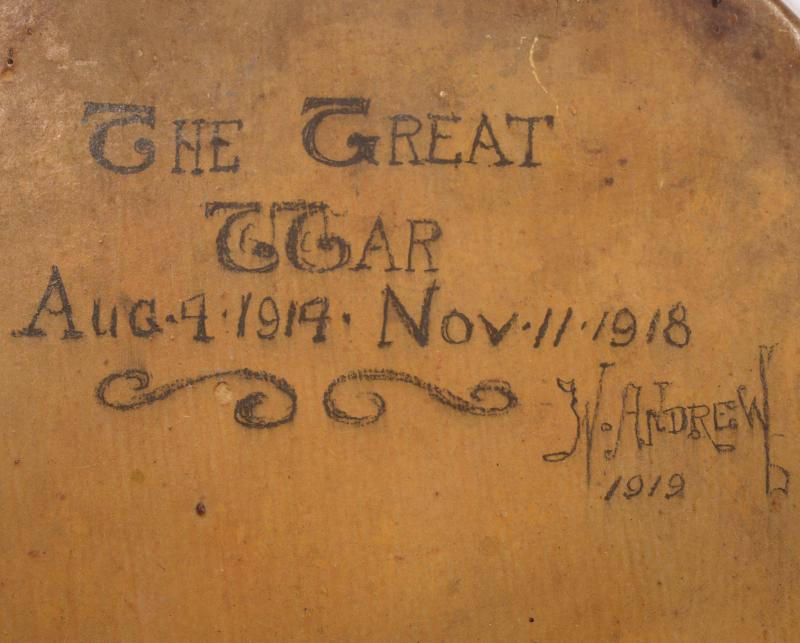 THE GREAT
WAR
AUG·4·1914· NOV·11·1918
W. ANDREW
1919